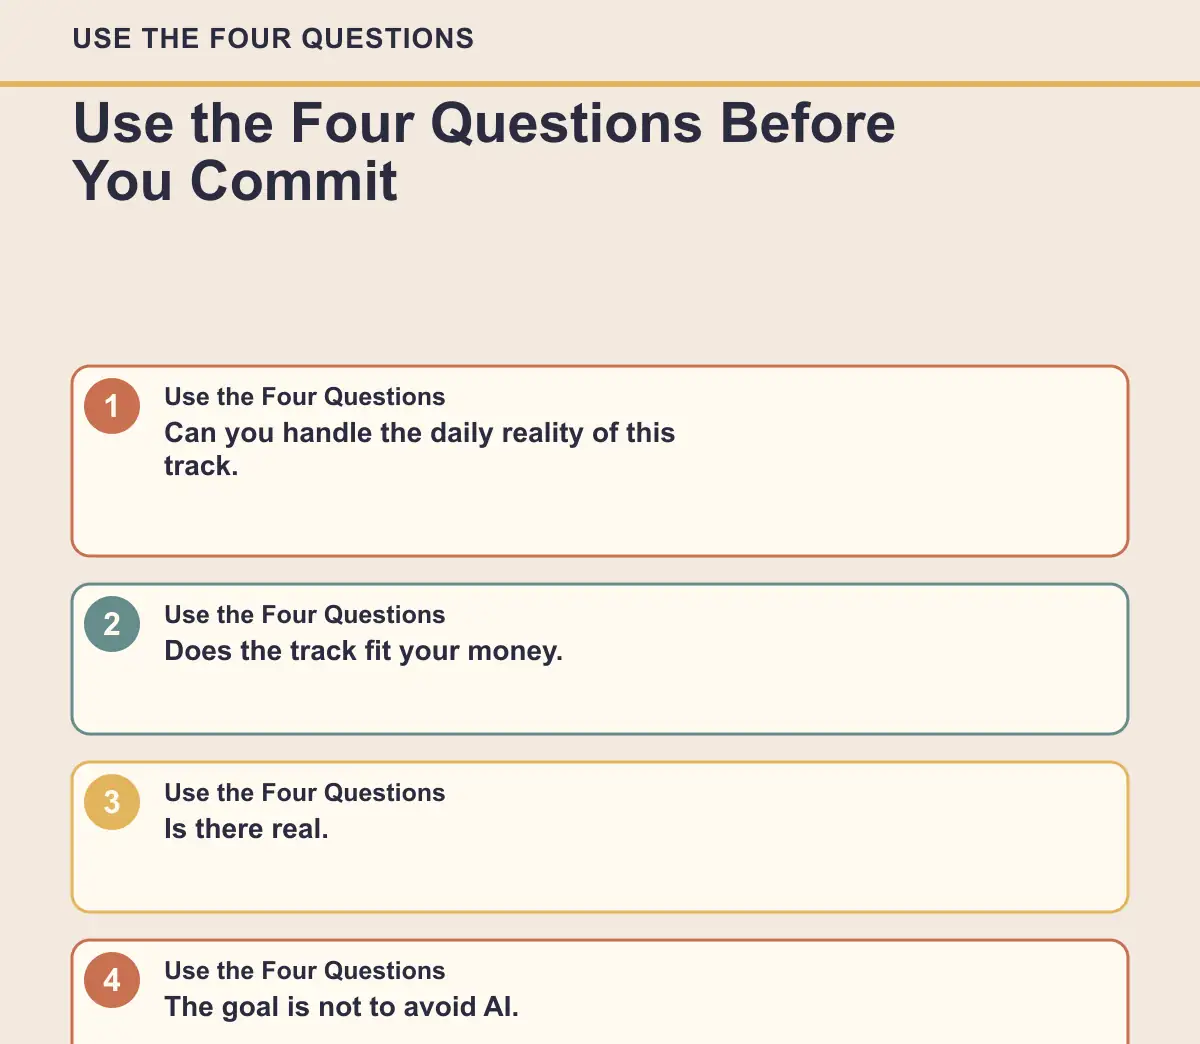 USE THE FOUR QUESTIONS
Use the Four Questions Before
You Commit
1
Use the Four Questions
Can you handle the daily reality of this
track.
2
Use the Four Questions
Does the track fit your money.
3
Use the Four Questions
Is there real.
4
Use the Four Questions
The goal is not to avoid AI.